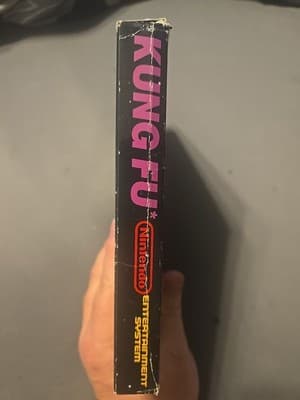 KUNG FU*
Nintendo
ENTERTAINMENT
SYSTEM